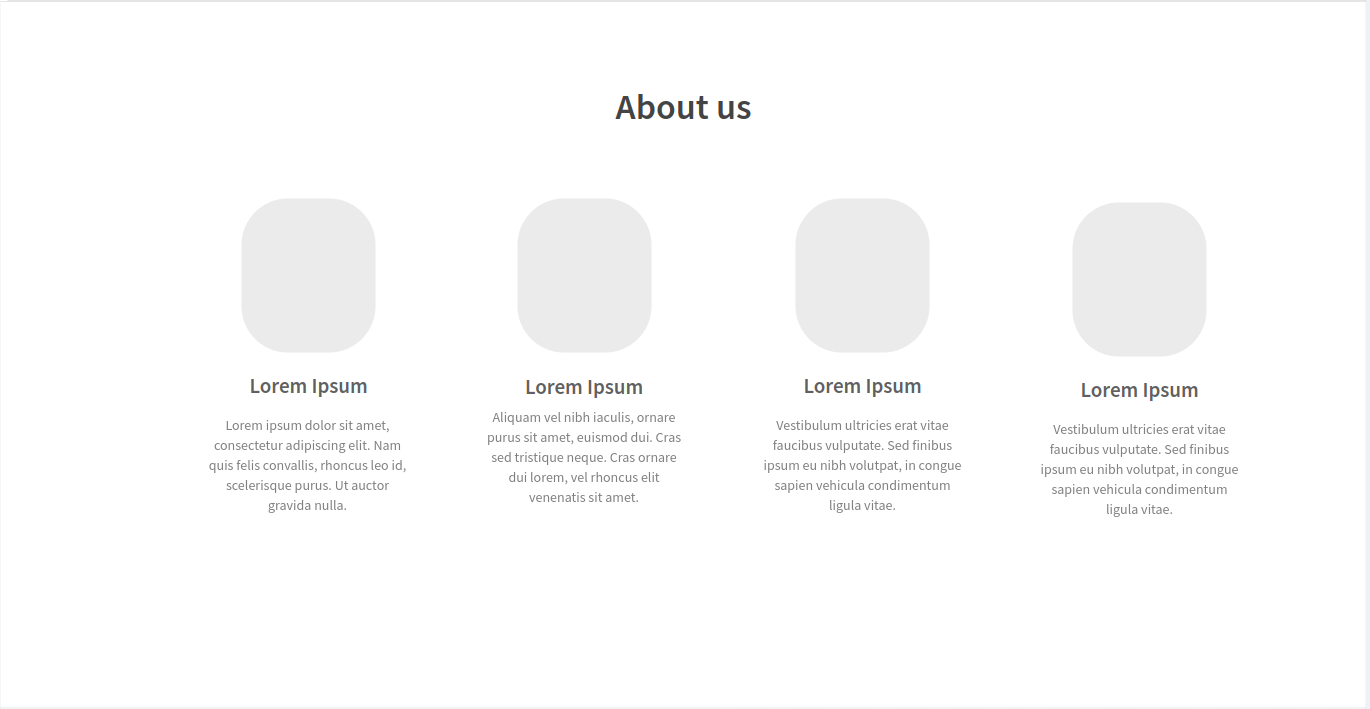 About us
Lorem Ipsum
Lorem ipsum dolor sit amet,
consectetur adipiscing elit. Nam
quis felis convallis, rhoncus leo id,
scelerisque purus. Ut auctor
gravida nulla.
Lorem Ipsum
Aliquam vel nibh iaculis, ornare
purus sit amet, euismod dui. Cras
sed tristique neque. Cras ornare
dui lorem, vel rhoncus elit
venenatis sit amet.
Lorem Ipsum
Vestibulum ultricies erat vitae
faucibus vulputate. Sed finibus
ipsum eu nibh volutpat, in congue
sapien vehicula condimentum
ligula vitae.
Lorem Ipsum
Vestibulum ultricies erat vitae
faucibus vulputate. Sed finibus
ipsum eu nibh volutpat, in congue
sapien vehicula condimentum
ligula vitae.